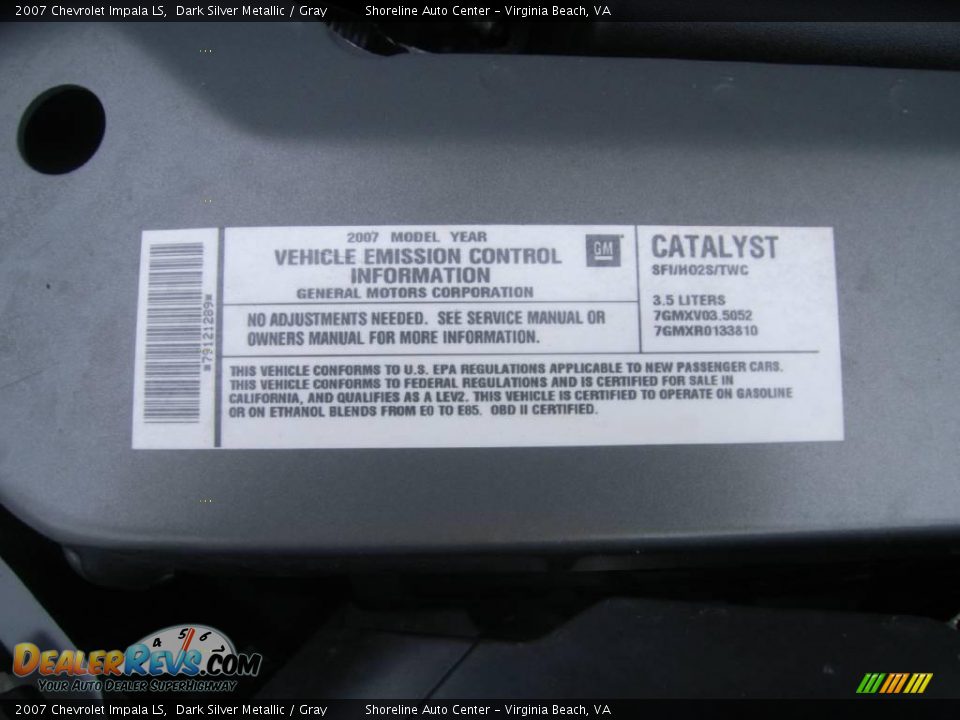 2007 Chevrolet Impala LS, Dark Silver Metallic / Gray Shoreline Auto Center - Virginia Beach, VA
2007 MODEL YEAR
VEHICLE EMISSION CONTROL
INFORMATION
GENERAL MOTORS CORPORATION
GM
CATALYST
SFI/HO2S/TWC
3.5 LITERS
7GMXV03.5052
7GMXR0133810
NO ADJUSTMENTS NEEDED. SEE SERVICE MANUAL OR
OWNERS MANUAL FOR MORE INFORMATION.
*79121289*
THIS VEHICLE CONFORMS TO U.S. EPA REGULATIONS APPLICABLE TO NEW PASSENGER CARS.
THIS VEHICLE CONFORMS TO FEDERAL REGULATIONS AND IS CERTIFIED FOR SALE IN
CALIFORNIA, AND QUALIFIES AS A LEV2. THIS VEHICLE IS CERTIFIED TO OPERATE ON GASOLINE
OR ON ETHANOL BLENDS FROM E0 TO E85. OBD II CERTIFIED.
4 5 6
DEALERREVS.COM
YOUR AUTO DEALER SUPERHIGHWAY
2007 Chevrolet Impala LS, Dark Silver Metallic / Gray Shoreline Auto Center - Virginia Beach, VA